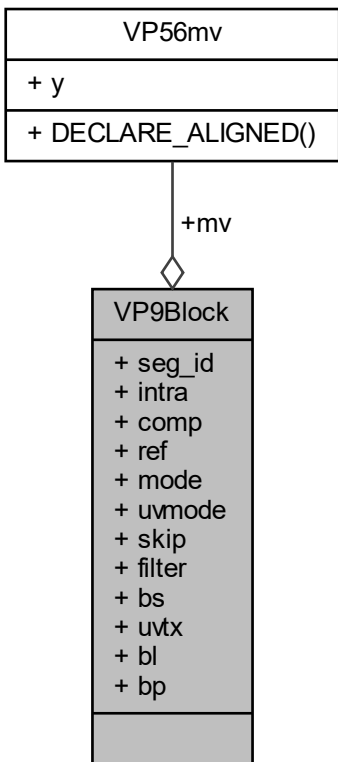 VP56mv
+ y
+ DECLARE_ALIGNED()
+mv
VP9Block
+ seg_id
+ intra
+ comp
+ ref
+ mode
+ uvmode
+ skip
+ filter
+ bs
+ uvtx
+ bl
+ bp